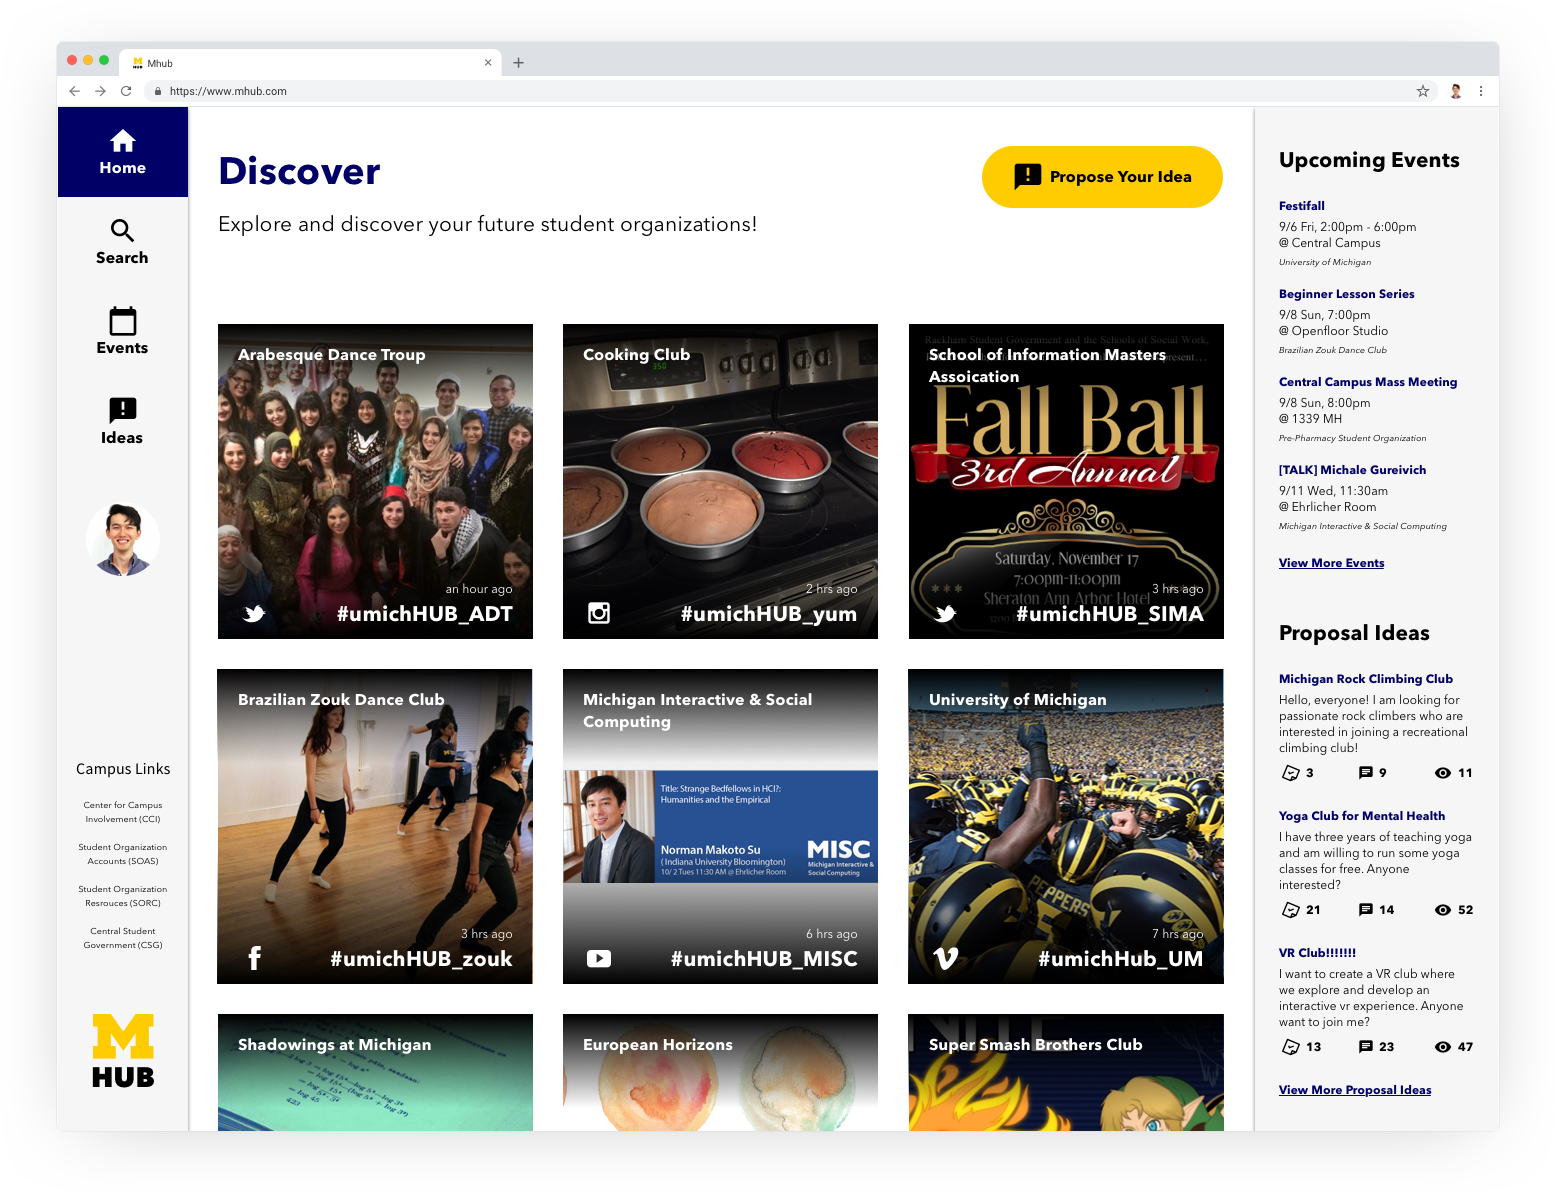 Mhub
https://www.mhub.com
Home
Search
Events
Ideas
Campus Links
Center for Campus
Involvement (CCI)
Student Organization
Accounts (SOAS)
Student Organization
Resrouces (SORC)
Central Student
Government (CSG)
M
HUB
Discover
Explore and discover your future student organizations!
Propose Your Idea
Arabesque Dance Troup
an hour ago
#umichHUB_ADT
Cooking Club
350
2 hrs ago
#umichHUB_yum
Rackham Student Government and the Schools of Social Work,
School of Information Masters
present...
Assoication
Fall Ball
3rd Annual
Saturday, November 17
7:00pm-11:00pm
Sheraton Ann Arbor Hotel
3 hrs ago
#umichHUB_SIMA
Brazilian Zouk Dance Club
3 hrs ago
#umichHUB_zouk
Michigan Interactive & Social
Computing
Title: Strange Bedfellows in HCI?:
Humanities and the Empirical
Norman Makoto Su
( Indiana University Bloomington)
10/ 2 Tues 11:30 AM @ Ehrlicher Room
MISC
Michigan Interactive &
Social Computing
6 hrs ago
#umichHUB_MISC
University of Michigan
16
PEPPERS
5
7 hrs ago
#umichHub_UM
Shadowings at Michigan
European Horizons
Super Smash Brothers Club
Upcoming Events
Festifall
9/6 Fri, 2:00pm - 6:00pm
@ Central Campus
University of Michigan
Beginner Lesson Series
9/8 Sun, 7:00pm
@ Openfloor Studio
Brazilian Zouk Dance Club
Central Campus Mass Meeting
9/8 Sun, 8:00pm
@ 1339 MH
Pre-Pharmacy Student Organization
[TALK] Michale Gureivich
9/11 Wed, 11:30am
@ Ehrlicher Room
Michigan Interactive & Social Computing
View More Events
Proposal Ideas
Michigan Rock Climbing Club
Hello, everyone! I am looking for
passionate rock climbers who are
interested in joining a recreational
climbing club!
3 9 11
Yoga Club for Mental Health
I have three years of teaching yoga
and am willing to run some yoga
classes for free. Anyone
interested?
21 14 52
VR Club!!!!!!!
I want to create a VR club where
we explore and develop an
interactive vr experience. Anyone
want to join me?
13 23 47
View More Proposal Ideas